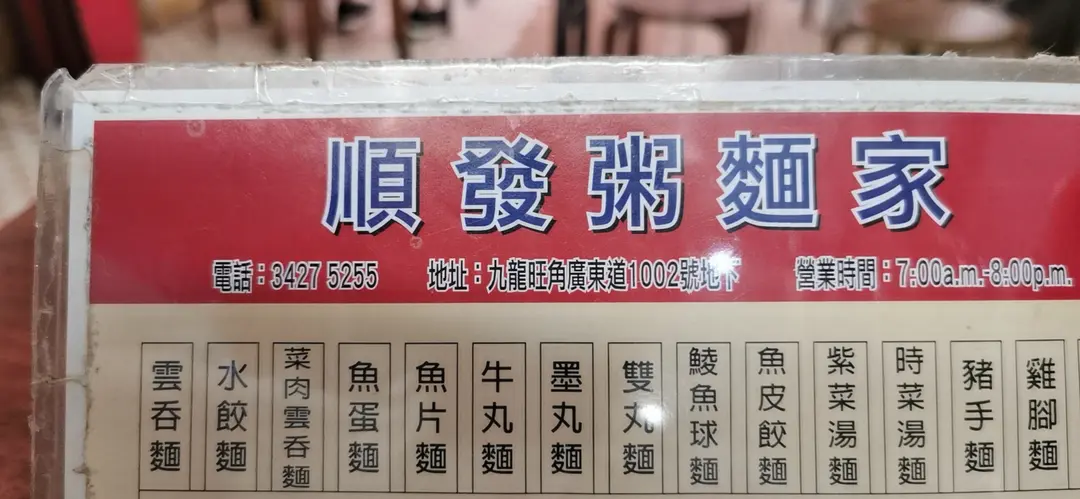 順發粥麵家
電話：3427 5255 地址：九龍旺角廣東道1002號地下 營業時間：7:00a.m.-8:00p.m.
雲吞麵
水餃麵
菜肉雲吞麵
魚蛋麵
魚片麵
牛丸麵
墨丸麵
雙丸麵
鯪魚球麵
魚皮餃麵
紫菜湯麵
時菜湯麵
豬手麵
雞腳麵